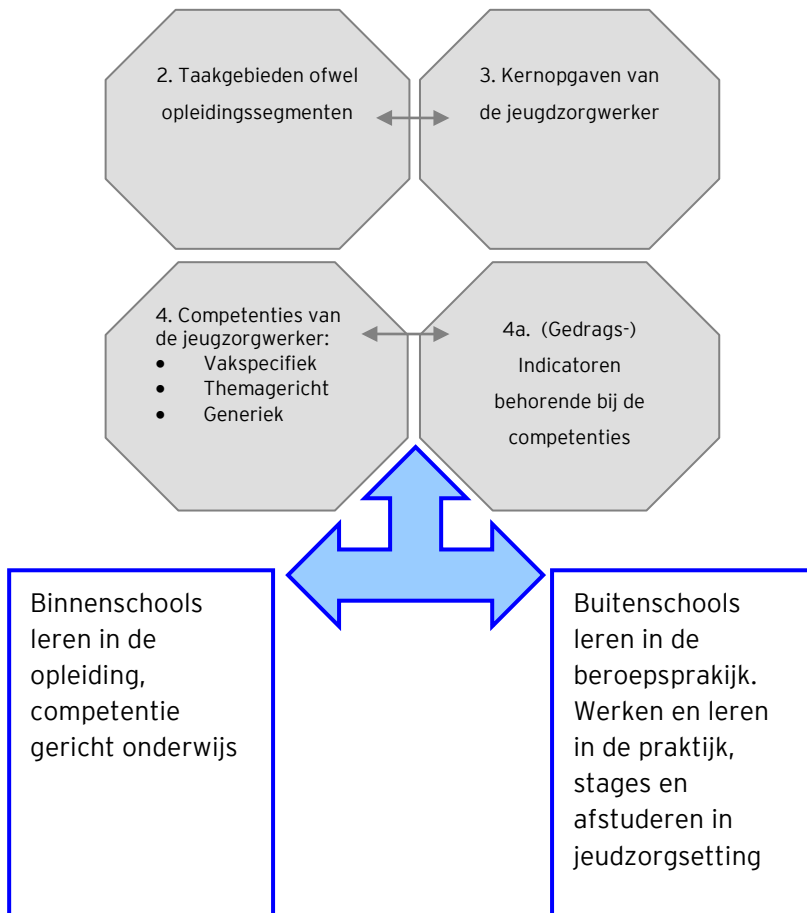 2. Taakgebieden ofwel
opleidingssegmenten
3. Kernopgaven van
de jeugdzorgwerker
4. Competenties van
de jeugzorgwerker:
• Vakspecifiek
• Themagericht
• Generiek
4a. (Gedrags-)
Indicatoren
behorende bij de
competenties
Binnenschools
leren in de
opleiding,
competentie
gericht onderwijs
Buitenschools
leren in de
beroepsprakijk.
Werken en leren
in de praktijk,
stages en
afstuderen in
jeudzorgsetting